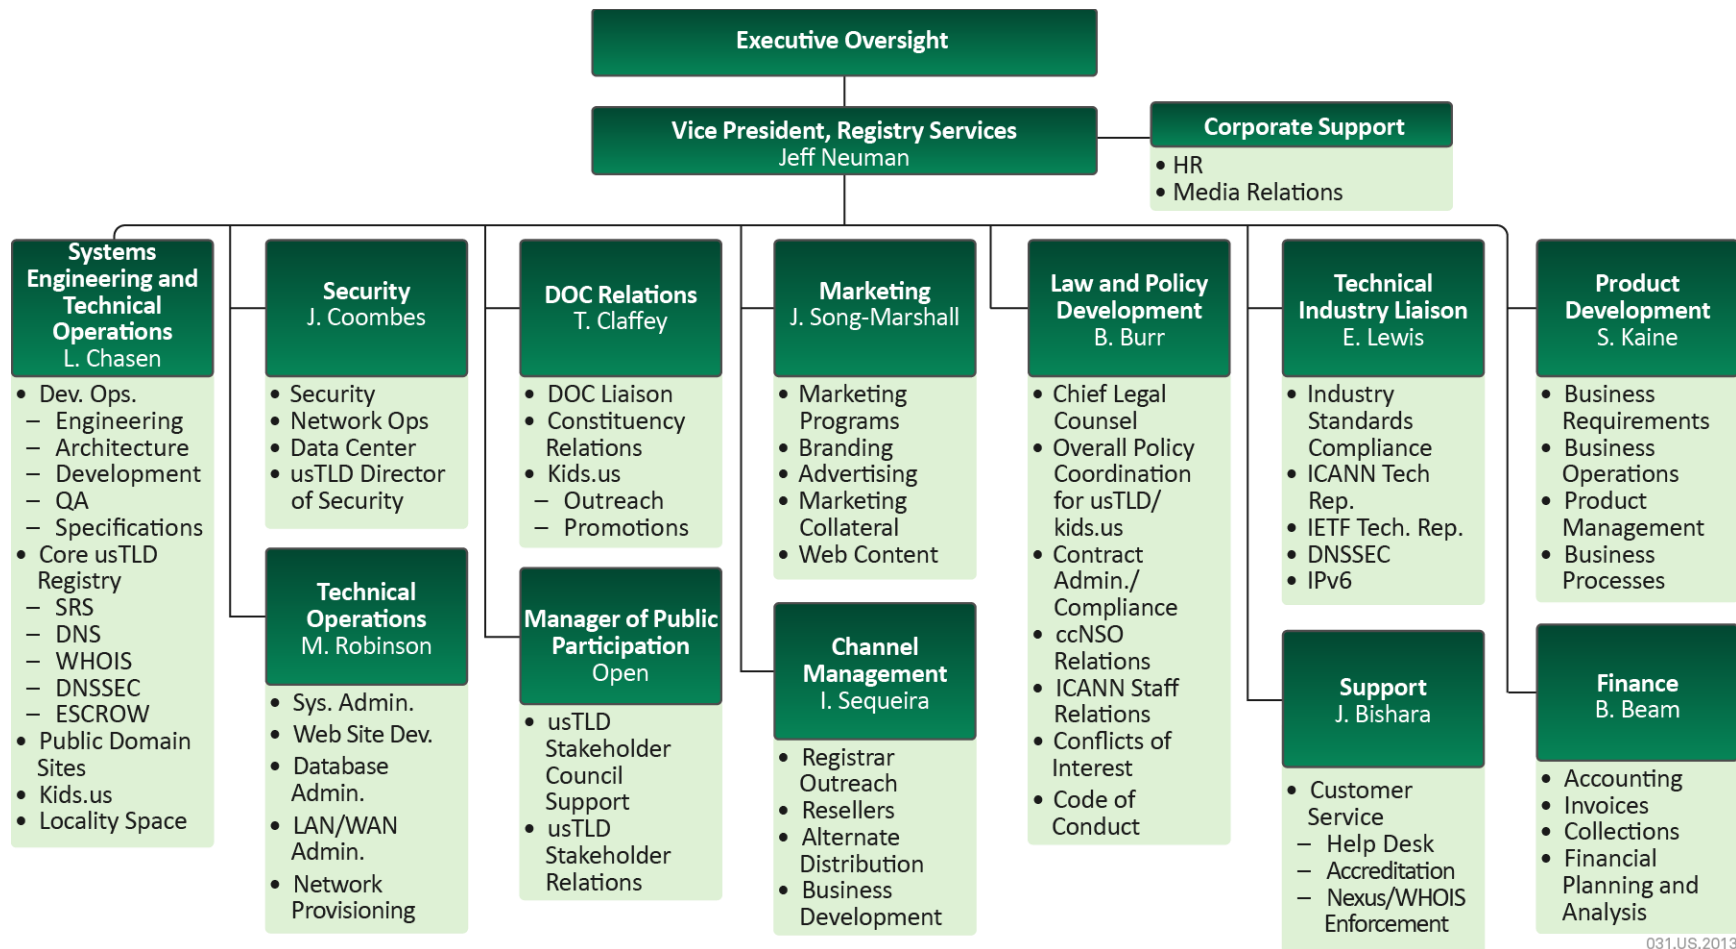 Executive Oversight
Vice President, Registry Services
Jeff Neuman
Corporate Support
• HR
• Media Relations
Systems
Engineering and
Technical
Operations
L. Chasen
• Dev. Ops.
– Engineering
– Architecture
– Development
– QA
– Specifications
• Core usTLD
Registry
– SRS
– DNS
– WHOIS
– DNSSEC
– ESCROW
• Public Domain
Sites
• Kids.us
• Locality Space
Security
J. Coombes
• Security
• Network Ops
• Data Center
• usTLD Director
of Security
Technical
Operations
M. Robinson
• Sys. Admin.
• Web Site Dev.
• Database
Admin.
• LAN/WAN
Admin.
• Network
Provisioning
DOC Relations
T. Claffey
• DOC Liaison
• Constituency
Relations
• Kids.us
– Outreach
– Promotions
Manager of Public
Participation
Open
• usTLD
Stakeholder
Council
Support
• usTLD
Stakeholder
Relations
Marketing
J. Song-Marshall
• Marketing
Programs
• Branding
• Advertising
• Marketing
Collateral
• Web Content
Channel
Management
I. Sequeira
• Registrar
Outreach
• Resellers
• Alternate
Distribution
• Business
Development
Law and Policy
Development
B. Burr
• Chief Legal
Counsel
• Overall Policy
Coordination
for usTLD/
kids.us
• Contract
Admin./
Compliance
• ccNSO
Relations
• ICANN Staff
Relations
• Conflicts of
Interest
• Code of
Conduct
Technical
Industry Liaison
E. Lewis
• Industry
Standards
Compliance
• ICANN Tech
Rep.
• IETF Tech. Rep.
• DNSSEC
• IPv6
Support
J. Bishara
• Customer
Service
– Help Desk
– Accreditation
– Nexus/WHOIS
Enforcement
Product
Development
S. Kaine
• Business
Requirements
• Business
Operations
• Product
Management
• Business
Processes
Finance
B. Beam
• Accounting
• Invoices
• Collections
• Financial
Planning and
Analysis
031.US.2013